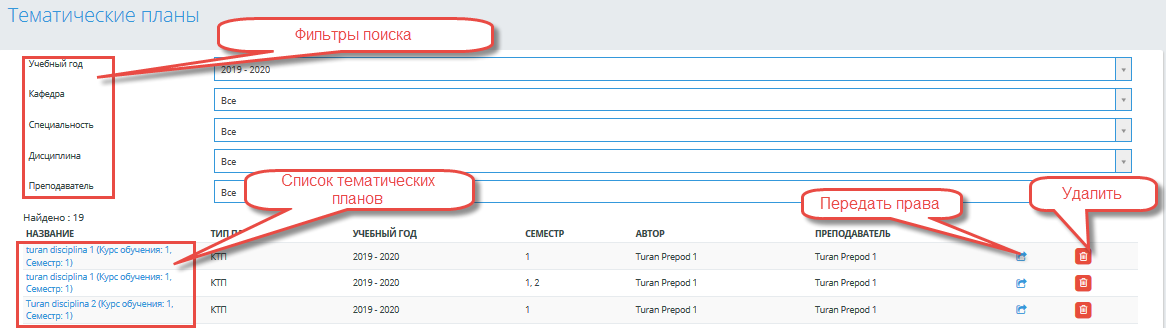 Тематические планы
Фильтры поиска
Учебный год
2019 - 2020
Кафедра
Все
Специальность
Все
Дисциплина
Все
Преподаватель
Все
Список тематических
планов
Передать права
Удалить
Найдено : 19
НАЗВАНИЕ ТИП УЧЕБНЫЙ ГОД СЕМЕСТР АВТОР ПРЕПОДАВАТЕЛЬ
turan disciplina 1 (Курс обучения: 1,
Семестр: 1)
КТП 2019 - 2020 1 Turan Prepod 1 Turan Prepod 1
turan disciplina 1 (Курс обучения: 1,
Семестр: 1)
КТП 2019 - 2020 1, 2 Turan Prepod 1 Turan Prepod 1
Turan disciplina 2 (Курс обучения: 1,
Семестр: 1)
КТП 2019 - 2020 1 Turan Prepod 1 Turan Prepod 1